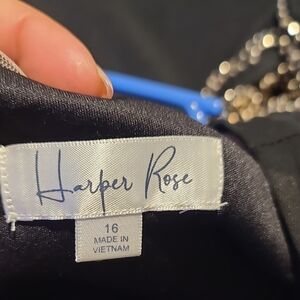 Harper Rose
16
MADE IN
VIETNAM